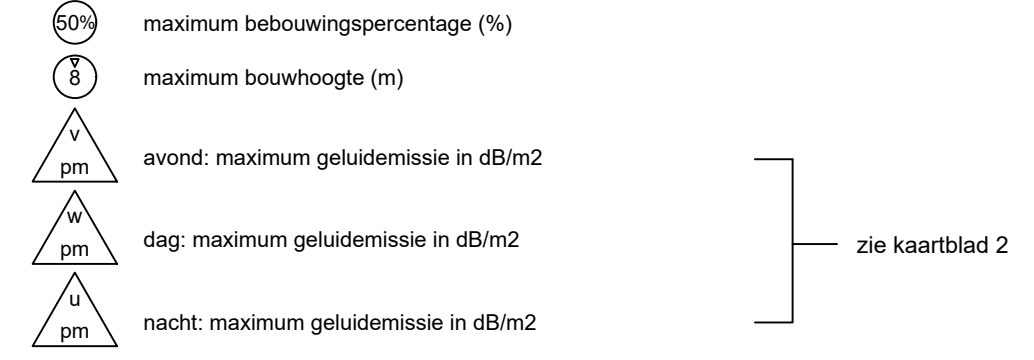 50% maximum bebouwingspercentage (%)
8 maximum bouwhoogte (m)
v
pm
avond: maximum geluidemissie in dB/m2
w
pm
dag: maximum geluidemissie in dB/m2
zie kaartblad 2
u
pm
nacht: maximum geluidemissie in dB/m2